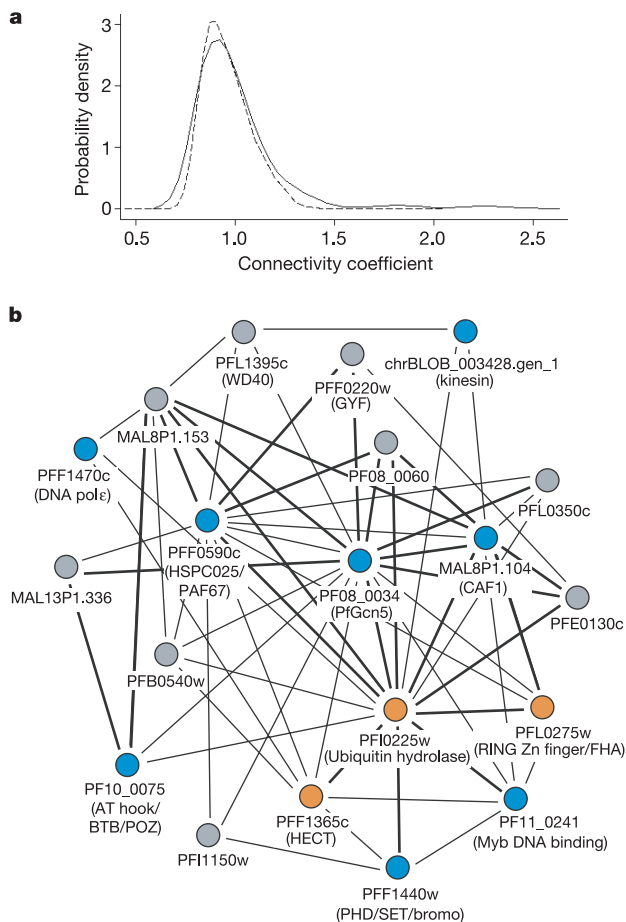 a
3
2
1
0
Probability density
0.5 1.0 1.5 2.0 2.5
Connectivity coefficient
b
PFL1395c
(WD40)
PFF0220w
(GYF)
chrBLOB_003428.gen_1
(kinesin)
MAL8P1.153
PFF1470c
(DNA polε)
PF08_0060
PFL0350c
PFF0590c
(HSPC025/
PAF67)
PF08_0034
(PfGcn5)
MAL8P1.104
(CAF1)
MAL13P1.336
PFE0130c
PFB0540w
PFI0225w
(Ubiquitin hydrolase)
PFL0275w
(RING Zn finger/FHA)
PF10_0075
(AT hook/
BTB/POZ)
PFF1365c
(HECT)
PF11_0241
(Myb DNA binding)
PFI1150w
PFF1440w
(PHD/SET/bromo)